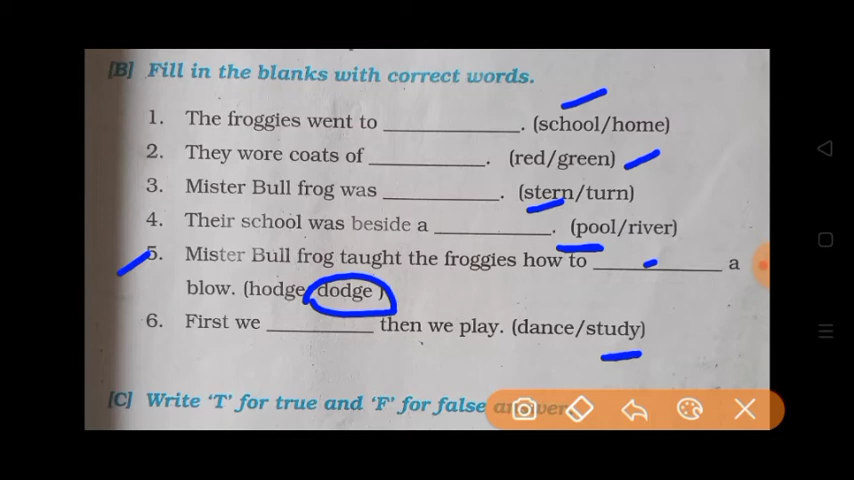 [B] Fill in the blanks with correct words.
1. The froggies went to ____________. (school/home)
2. They wore coats of ____________. (red/green)
3. Mister Bull frog was ____________. (stern/turn)
4. Their school was beside a ____________. (pool/river)
5. Mister Bull frog taught the froggies how to ____________ a
blow. (hodge/dodge )
6. First we ____________ then we play. (dance/study)
[C] Write ‘T’ for true and ‘F’ for false